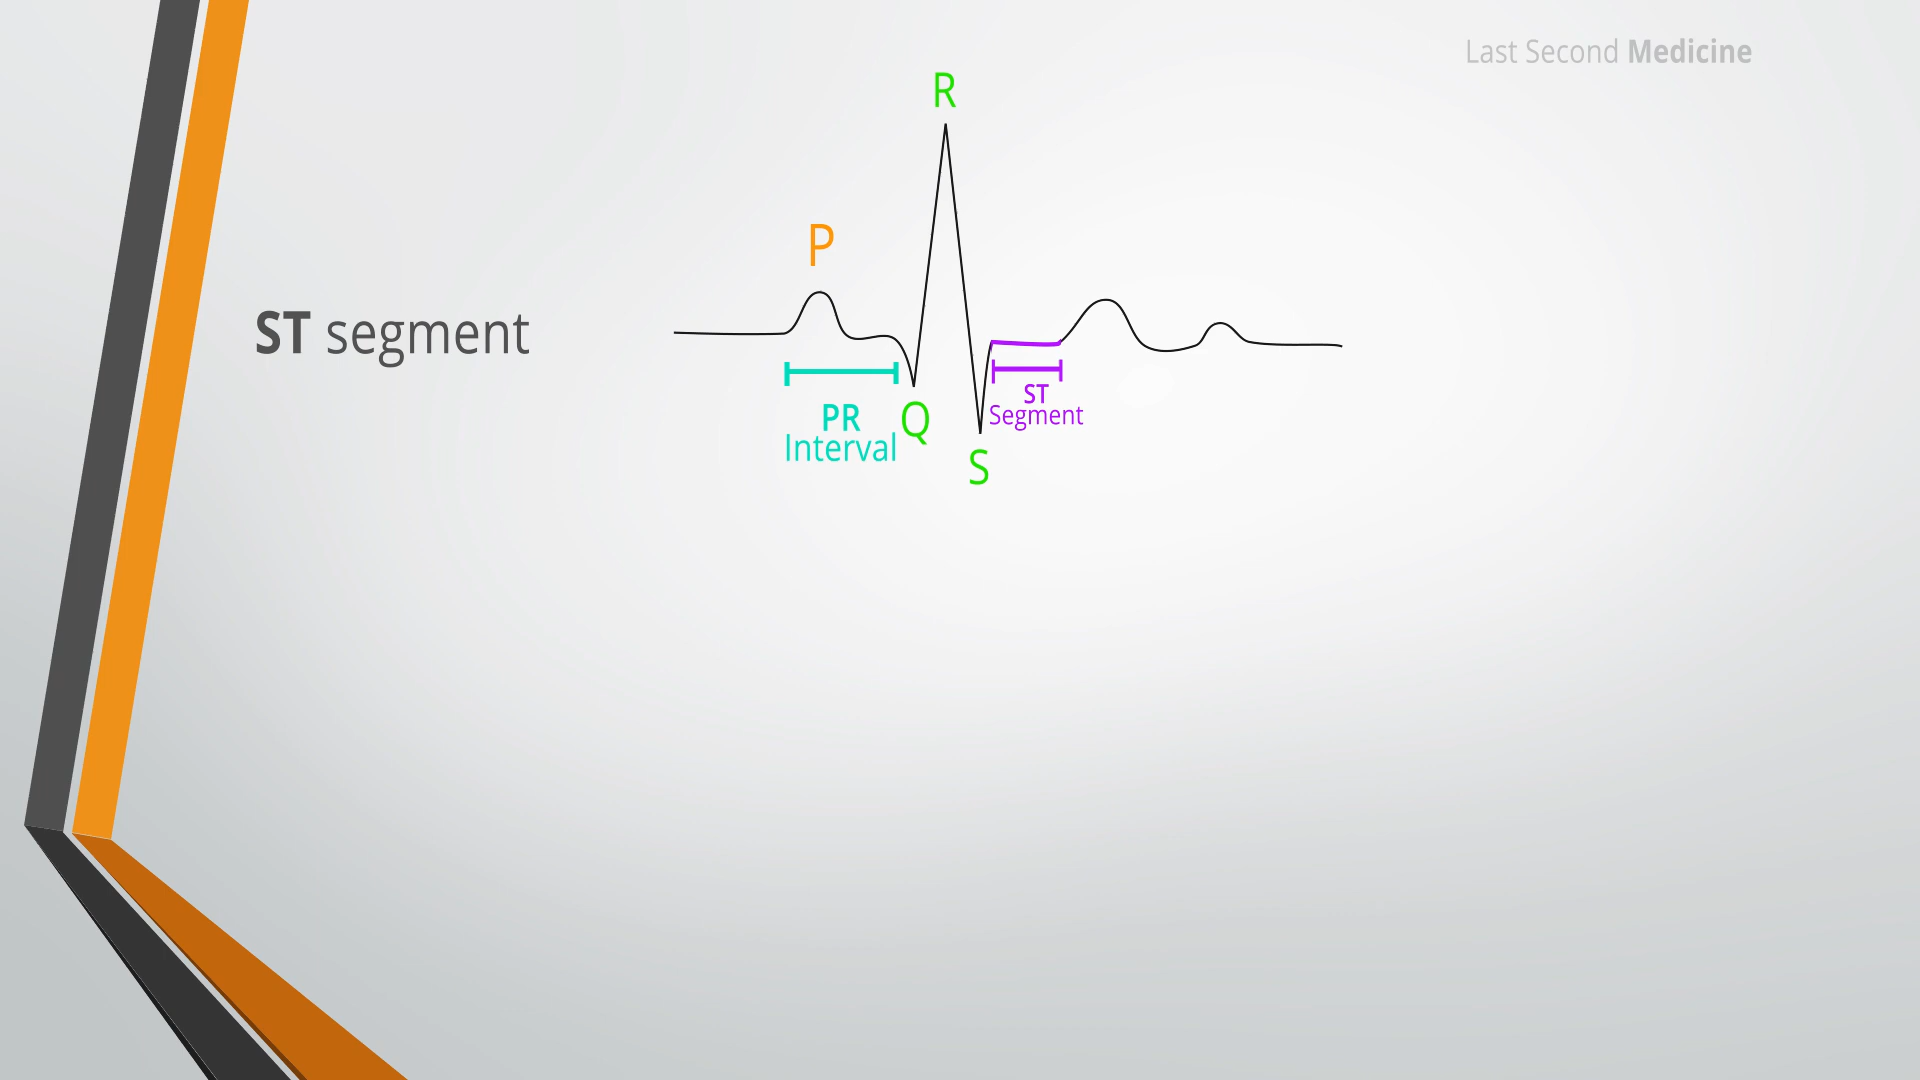 Last Second Medicine
R
P
ST segment
ST
Segment
PR
Interval
Q
S